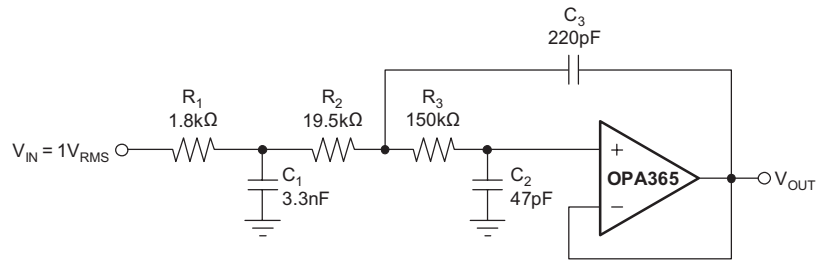 C3
220pF
R1
1.8kΩ
R2
19.5kΩ
R3
150kΩ
VIN = 1VRMS
C1
3.3nF
C2
47pF
+
OPA365
−
VOUT